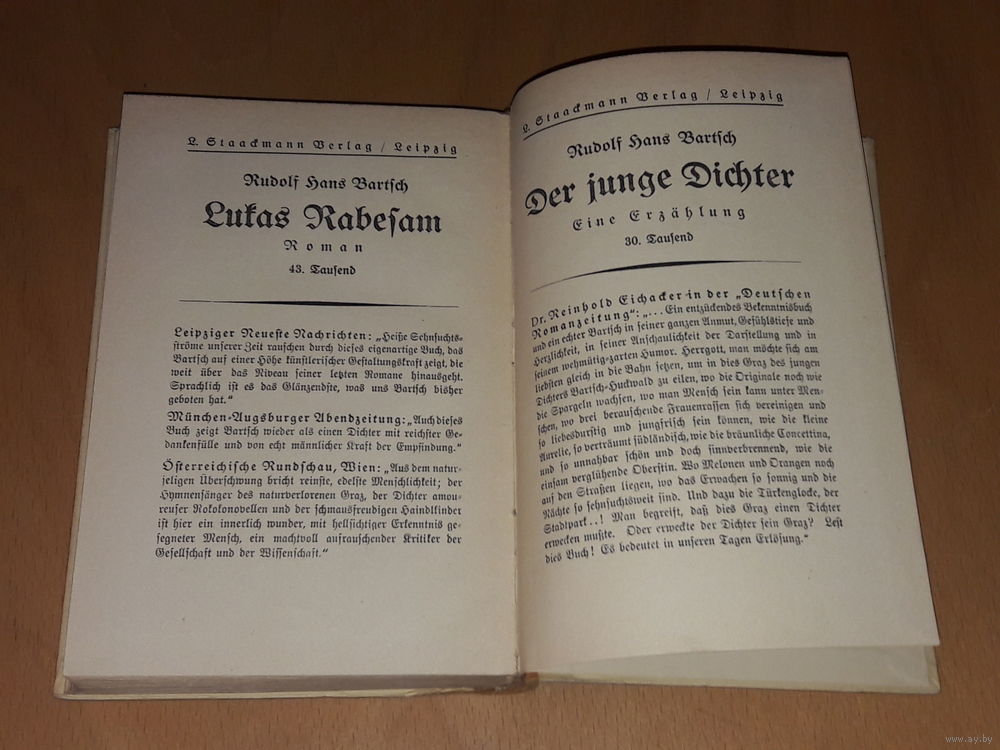 L. Staackmann Verlag / Leipzig
Rudolf Hans Bartsch
Lukas Rabesam
Roman
43. Tausend
Leipziger Neueste Nachrichten: „Heiße Sehnsuchts-
ströme unserer Zeit rauschen durch dieses eigenartige Buch, das
Bartsch auf einer Höhe künstlerischer Gestaltungskraft zeigt, die
weit über das Niveau seiner letzten Romane hinausgeht.
Sprachlich ist es das Glänzendste, was uns Bartsch bisher
geboten hat.“
München-Augsburger Abendzeitung: „Auch dieses
Buch zeigt Bartsch wieder als einen Dichter mit reichster Ge-
dankenfülle und von echt männlicher Kraft der Empfindung.“
Österreichische Rundschau, Wien: „Aus dem natur-
seligen Überschwung bricht reinste, edelste Menschlichkeit; der
Hymnensänger des naturverlorenen Graz, der Dichter amou-
reuser Rokokonovellen und der schmausfreudigen Haindlkinder
ist hier ein innerlich wunder, mit hellsichtiger Erkenntnis ge-
segneter Mensch, ein machtvoll aufrauschender Kritiker der
Gesellschaft und der Wissenschaft.“
L. Staackmann Verlag / Leipzig
Rudolf Hans Bartsch
Der junge Dichter
Eine Erzählung
30. Tausend
Dr. Reinhold Eichacker in der „Deutschen
Romanzeitung“: „... Ein entzückendes Bekenntnisbuch
und ein echter Bartsch in seiner ganzen Anmut, Gefühlstiefe und
Herzlichkeit, in seiner Anschaulichkeit der Darstellung und in
seinem wehmütig-zarten Humor. Herrgott, man möchte sich am
liebsten gleich in die Bahn setzen, um in dies Graz des jungen
Dichters Bartsch-Huckwald zu eilen, wo die Originale noch wie
die Spargeln wachsen, wo man Mensch sein kann unter Men-
schen, wo drei berauschende Frauenrassen sich vereinigen und
so liebesdurstig und jungfrisch sein können, wie die kleine
Aurelie, so verträumt südländisch, wie die bräunliche Concettina,
und so unnahbar schön und doch sinnverbrennend, wie die
einsam verglühende Oberstin. Wo Melonen und Orangen noch
auf den Straßen liegen, wo das Erwachen so sonnig und die
Nächte so sehnsuchtsweit sind. Und dazu die Türkenglocke, der
Stadtpark..! Man begreift, daß dies Graz einen Dichter
erwecken mußte. Oder erweckte der Dichter sein Graz? Lest
dies Buch! Es bedeutet in unseren Tagen Erlösung.“
www.ay.by